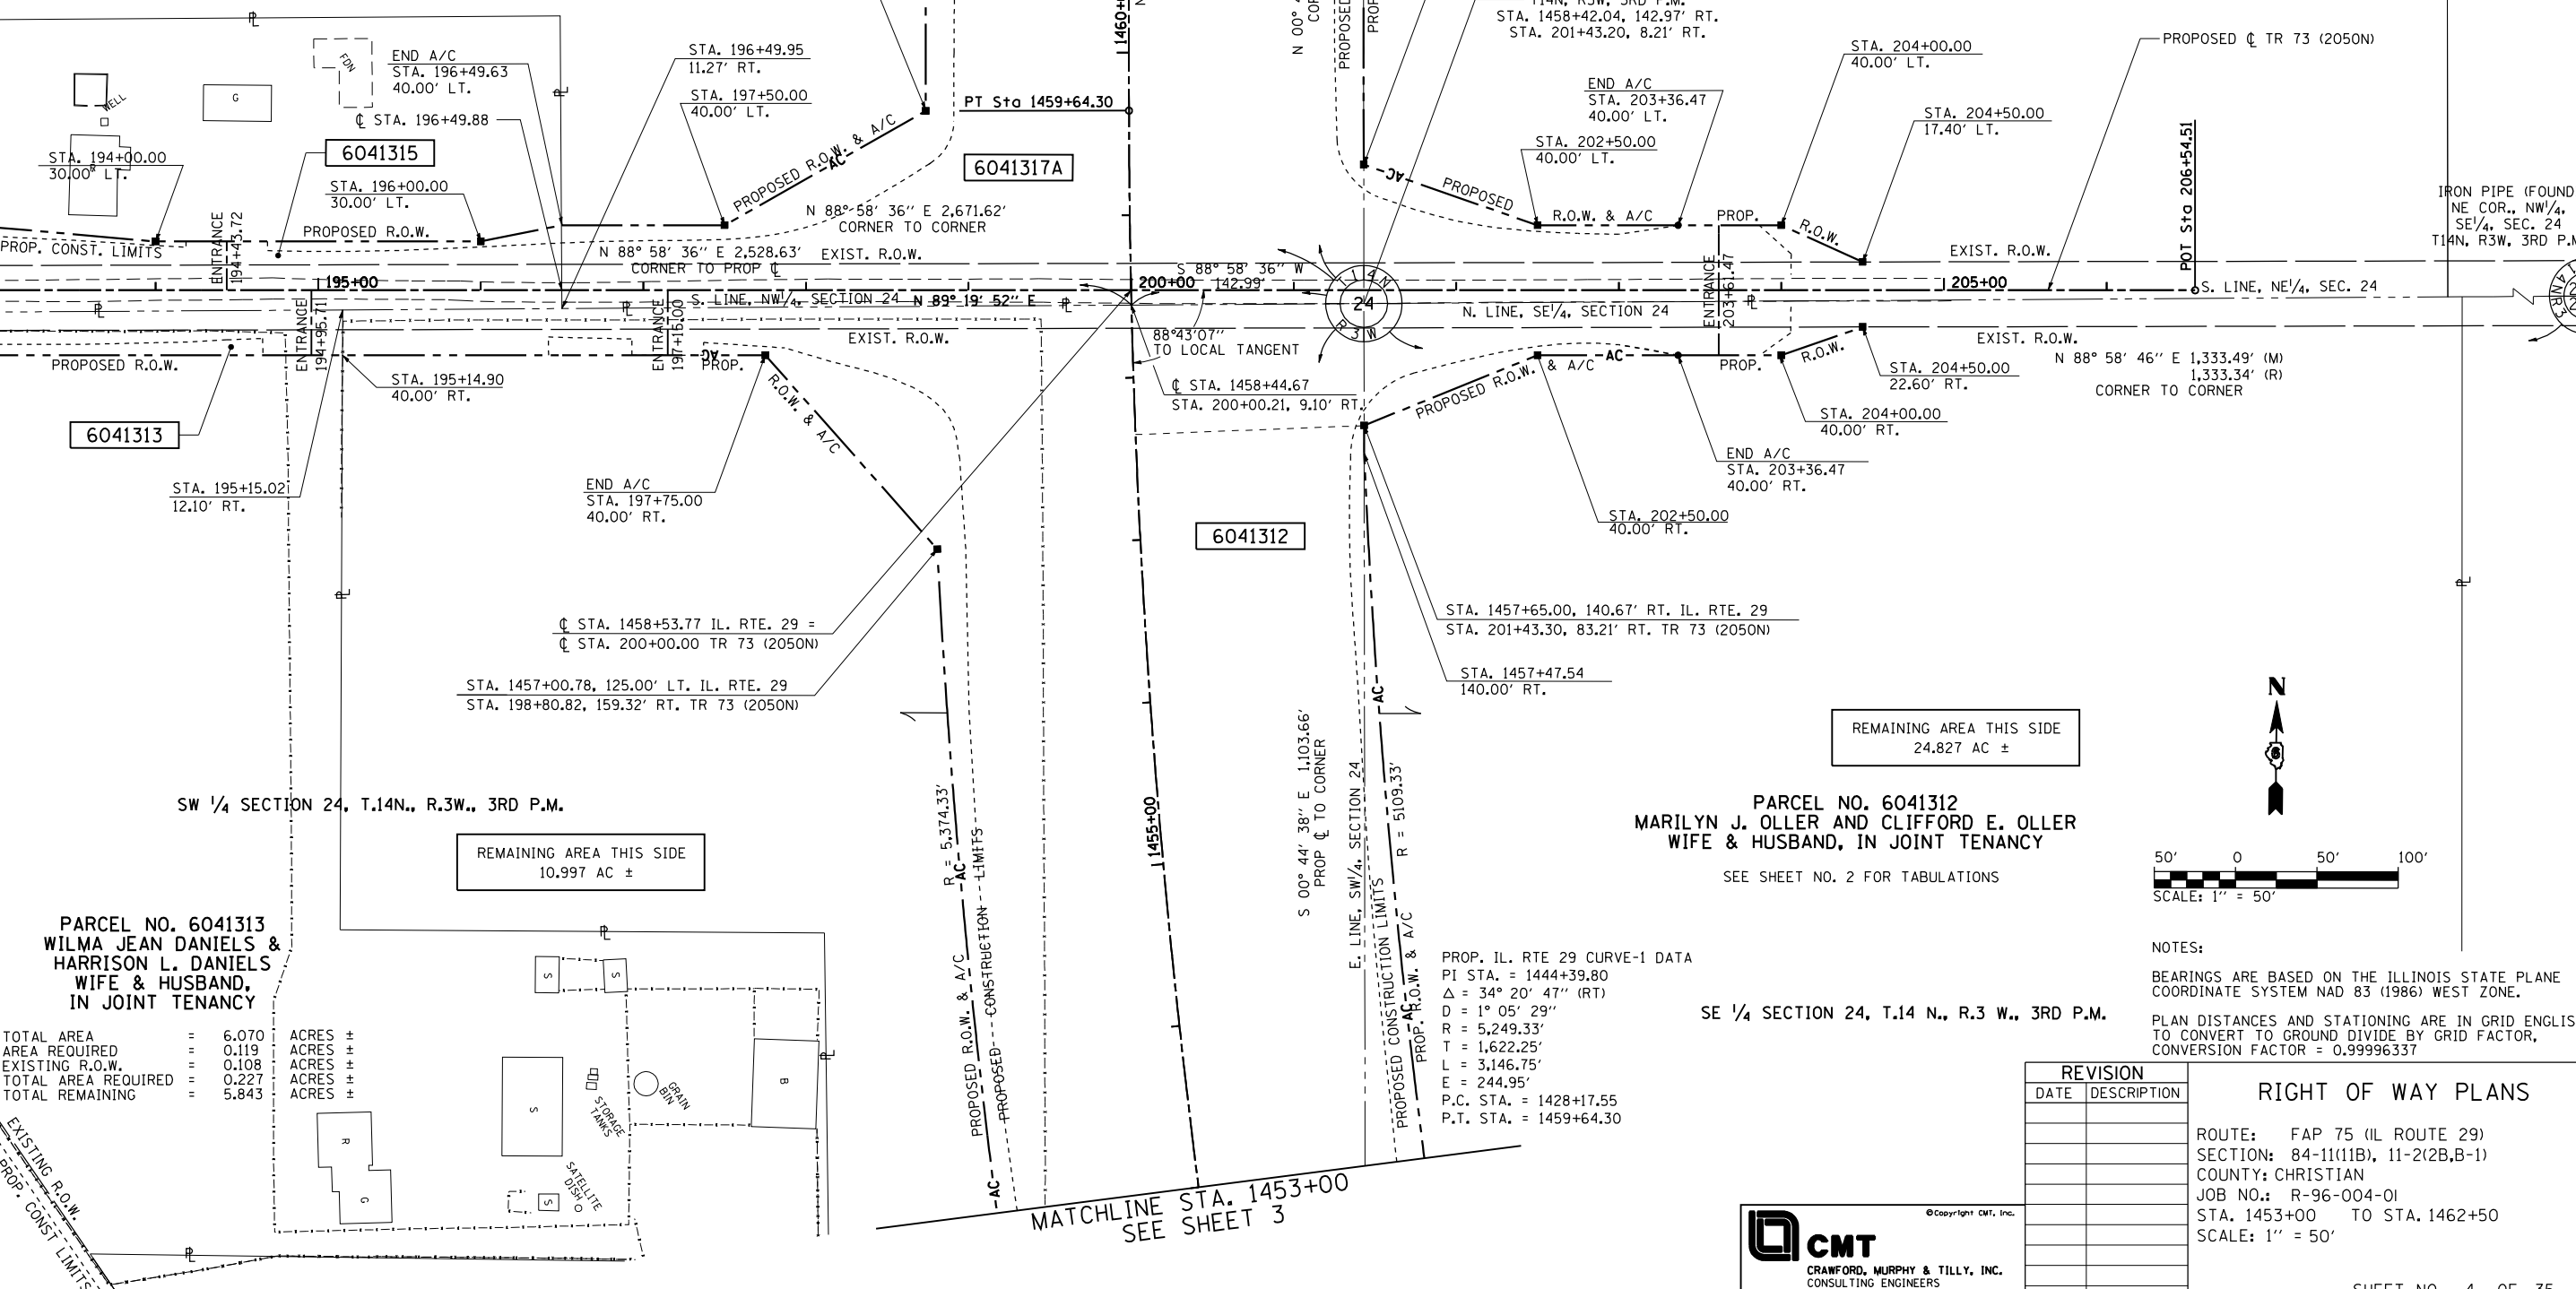 END A/C
STA. 196+49.63
40.00' LT.
℄ STA. 196+49.88
STA. 196+49.95
11.27' RT.
STA. 197+50.00
40.00' LT.
1460+
PT Sta 1459+64.30
6041317A
N 00°
PROPOSED
T14N, R3W, 3RD P.M.
STA. 1458+42.04, 142.97' RT.
STA. 201+43.20, 8.21' RT.
STA. 204+00.00
40.00' LT.
PROPOSED ℄ TR 73 (2050N)
END A/C
STA. 203+36.47
40.00' LT.
STA. 202+50.00
40.00' LT.
STA. 204+50.00
17.40' LT.
POT Sta 206+54.51
IRON PIPE (FOUND)
NE COR., NW¼,
SE¼, SEC. 24
T14N, R3W, 3RD P.M
FDN
WELL
G
R
6041315
STA. 194+00.00
30.00' LT.
STA. 196+00.00
30.00' LT.
ENTRANCE
194+43.72
PROPOSED R.O.W.
PROP. CONST. LIMITS
PROPOSED R.O.W. & A/C
AC
N 88° 58' 36" E 2,671.62'
CORNER TO CORNER
N 88° 58' 36" E 2,528.63'
CORNER TO PROP ℄
EXIST. R.O.W.
AC
PROPOSED
R.O.W. & A/C
PROP.
R.O.W.
EXIST. R.O.W.
195+00
200+00
S 88° 58' 36" W
142.99'
T14N
24
R3W
ENTRANCE
203+61.47
205+00
S. LINE, NE¼, SEC. 24
℄
S. LINE, NW¼, SECTION 24
N 89° 19' 52" E
N. LINE, SE¼, SECTION 24
ENTRANCE
194+95.71
ENTRANCE
197+15.00
EXIST. R.O.W.
EXIST. R.O.W.
88°43'07"
TO LOCAL TANGENT
PROPOSED R.O.W.
AC
PROP.
R.O.W. & A/C
PROPOSED R.O.W. & A/C
AC
PROP.
R.O.W.
N 88° 58' 46" E 1,333.49' (M)
1,333.34' (R)
CORNER TO CORNER
STA. 195+14.90
40.00' RT.
℄ STA. 1458+44.67
STA. 200+00.21, 9.10' RT.
STA. 204+50.00
22.60' RT.
STA. 204+00.00
40.00' RT.
6041313
END A/C
STA. 203+36.47
40.00' RT.
STA. 195+15.02
12.10' RT.
END A/C
STA. 197+75.00
40.00' RT.
STA. 202+50.00
40.00' RT.
6041312
℄ STA. 1458+53.77 IL. RTE. 29 =
℄ STA. 200+00.00 TR 73 (2050N)
STA. 1457+65.00, 140.67' RT. IL. RTE. 29
STA. 201+43.30, 83.21' RT. TR 73 (2050N)
STA. 1457+00.78, 125.00' LT. IL. RTE. 29
STA. 198+80.82, 159.32' RT. TR 73 (2050N)
STA. 1457+47.54
140.00' RT.
N
REMAINING AREA THIS SIDE
24.827 AC ±
SW ¼ SECTION 24, T.14N., R.3W., 3RD P.M.
REMAINING AREA THIS SIDE
10.997 AC ±
R = 5,374.33'
AC
PROPOSED R.O.W. & A/C
PROPOSED CONSTRUCTION LIMITS
AC
1455+00
S 00° 44' 38" E 1,103.66'
PROP ℄ TO CORNER
E. LINE, SW¼, SECTION 24
AC
R = 5109.33'
PROPOSED CONSTRUCTION LIMITS
AC
PROP. R.O.W. & A/C
PARCEL NO. 6041312
MARILYN J. OLLER AND CLIFFORD E. OLLER
WIFE & HUSBAND, IN JOINT TENANCY
SEE SHEET NO. 2 FOR TABULATIONS
50' 0 50' 100'
SCALE: 1" = 50'
PARCEL NO. 6041313
WILMA JEAN DANIELS &
HARRISON L. DANIELS
WIFE & HUSBAND,
IN JOINT TENANCY
TOTAL AREA = 6.070 ACRES ±
AREA REQUIRED = 0.119 ACRES ±
EXISTING R.O.W. = 0.108 ACRES ±
TOTAL AREA REQUIRED = 0.227 ACRES ±
TOTAL REMAINING = 5.843 ACRES ±
EXISTING R.O.W.
PROP. CONST LIMITS
S
S
S
STORAGE
TANKS
GRAIN
BIN
B
R
G
SATELLITE
DISH
S
PROP. IL. RTE 29 CURVE-1 DATA
PI STA. = 1444+39.80
Δ = 34° 20' 47" (RT)
D = 1° 05' 29"
R = 5,249.33'
T = 1,622.25'
L = 3,146.75'
E = 244.95'
P.C. STA. = 1428+17.55
P.T. STA. = 1459+64.30
SE ¼ SECTION 24, T.14 N., R.3 W., 3RD P.M.
NOTES:
BEARINGS ARE BASED ON THE ILLINOIS STATE PLANE
COORDINATE SYSTEM NAD 83 (1986) WEST ZONE.
PLAN DISTANCES AND STATIONING ARE IN GRID ENGLIS
TO CONVERT TO GROUND DIVIDE BY GRID FACTOR,
CONVERSION FACTOR = 0.99996337
MATCHLINE STA. 1453+00
SEE SHEET 3
REVISION
DATE DESCRIPTION
RIGHT OF WAY PLANS
ROUTE: FAP 75 (IL ROUTE 29)
SECTION: 84-11(11B), 11-2(2B,B-1)
COUNTY: CHRISTIAN
JOB NO.: R-96-004-01
STA. 1453+00 TO STA. 1462+50
SCALE: 1" = 50'
SHEET NO. 4 OF 35
©Copyright CMT, Inc.
CMT
CRAWFORD, MURPHY & TILLY, INC.
CONSULTING ENGINEERS